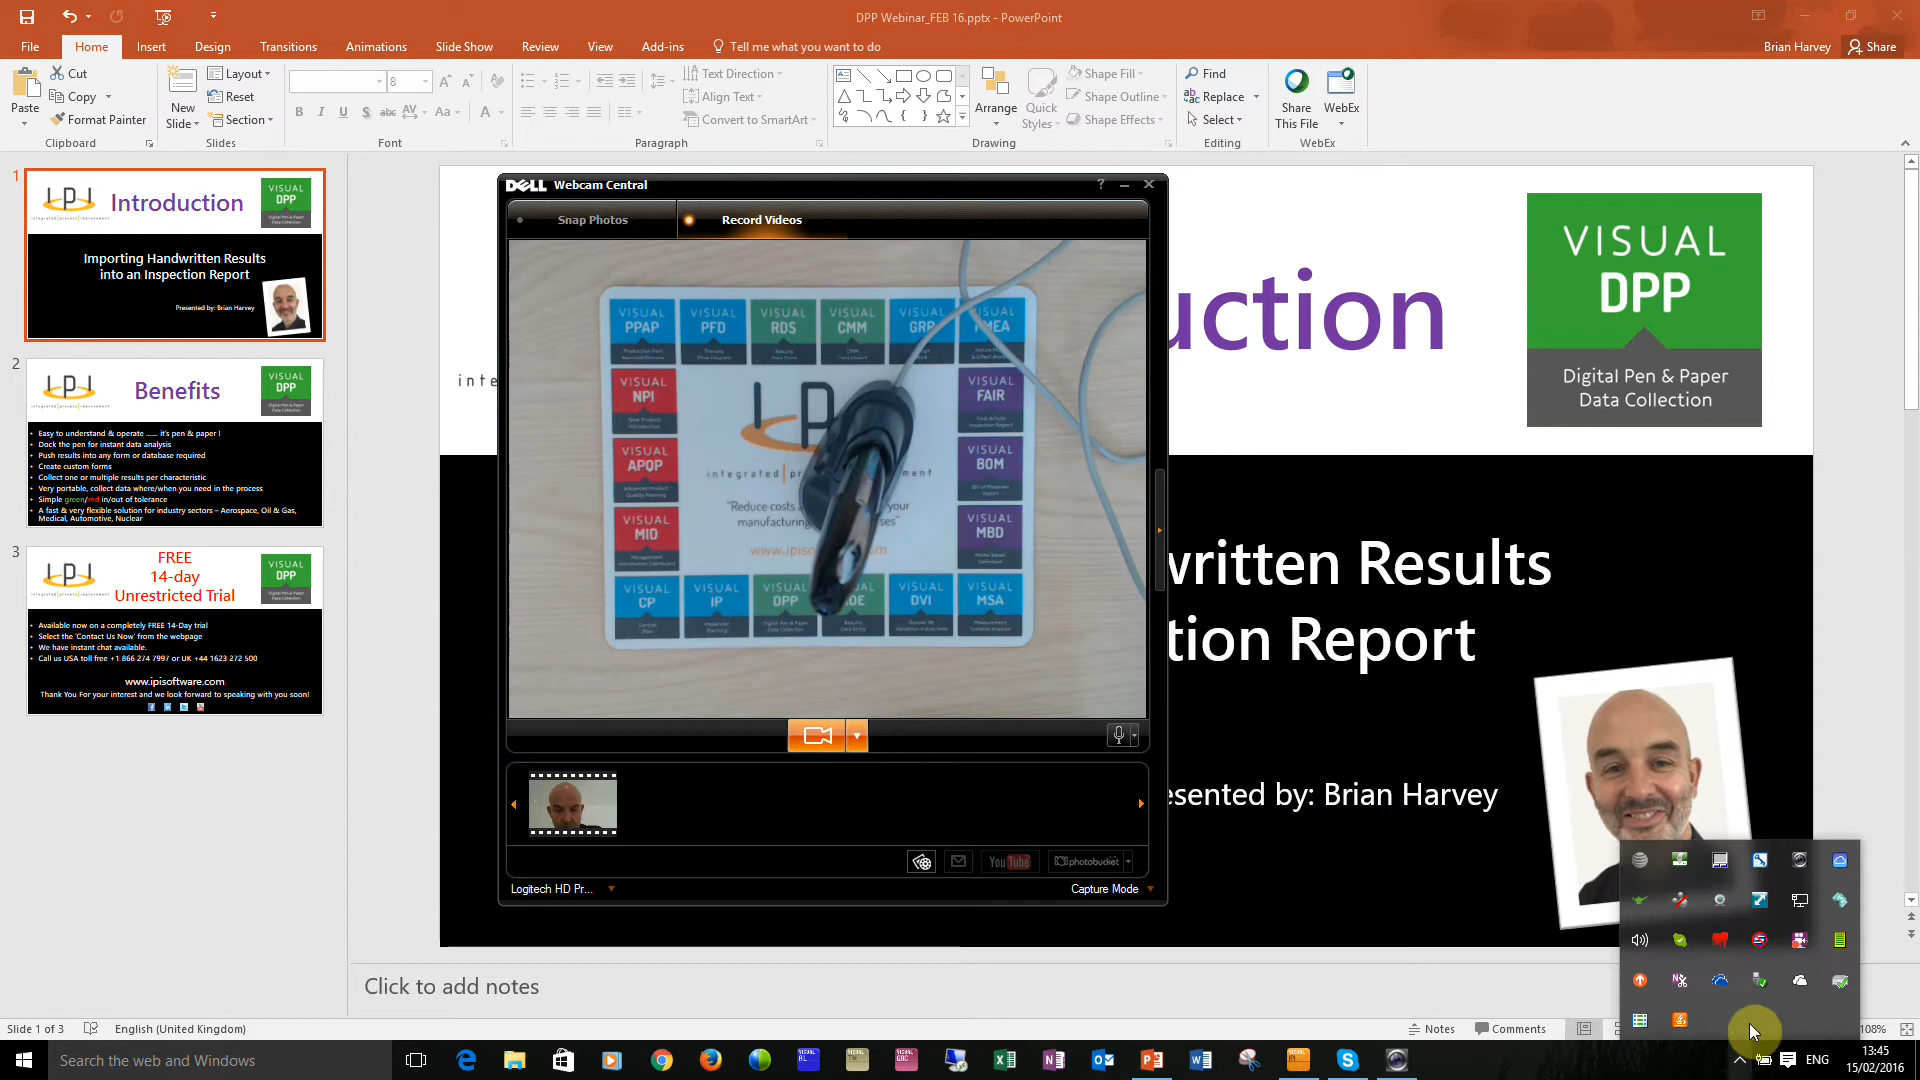 DPP Webinar_FEB 16.pptx - PowerPoint
File Home Insert Design Transitions Animations Slide Show Review View Add-ins Tell me what you want to do
Brian Harvey Share
Paste
Cut
Copy
Format Painter
Clipboard
New Slide
Layout
Reset
Section
Slides
8
B I U S abc AV Aa A
Font
Text Direction
Align Text
Convert to SmartArt
Paragraph
Arrange
Quick Styles
Shape Fill
Shape Outline
Shape Effects
Drawing
Find
Replace
Select
Editing
Share This File
WebEx
WebEx
1
Introduction
VISUAL
DPP
Digital Pen & Paper
Data Collection
Importing Handwritten Results
into an Inspection Report
Presented by: Brian Harvey
2
Benefits
VISUAL
DPP
Digital Pen & Paper
Data Collection
• Easy to understand & operate ...... it's pen & paper !
• Dock the pen for instant data analysis
• Push results into any form or database required
• Create custom forms
• Collect one or multiple results per characteristic
• Very portable, collect data where/when you need in the process
• Simple green/red in/out of tolerance
• A fast & very flexible solution for industry sectors – Aerospace, Oil & Gas,
Medical, Automotive, Nuclear
3
FREE
14-day
Unrestricted Trial
VISUAL
DPP
Digital Pen & Paper
Data Collection
• Available now on a completely FREE 14-Day trial
• Select the 'Contact Us Now' from the webpage
• We have instant chat available.
• Call us USA toll free +1 866 274 7997 or UK +44 1623 272 500
www.ipisoftware.com
Thank You For your interest and we look forward to speaking with you soon!
DELL Webcam Central
Snap Photos
Record Videos
VISUAL PPAP
VISUAL PFD
VISUAL RDS
VISUAL CMM
VISUAL
VISUAL NPI
VISUAL FAIR
VISUAL APQP
VISUAL BOM
VISUAL MID
VISUAL MBD
integrated
"Reduce costs
your
manufacturing
www.ipiso
.com
VISUAL CP
VISUAL IP
VISUAL DPP
VISUAL DVI
VISUAL MSA
YouTube
photobucket
Logitech HD Pr...
Capture Mode
inte
uction
VISUAL
DPP
Digital Pen & Paper
Data Collection
written Results
tion Report
esented by: Brian Harvey
Click to add notes
Slide 1 of 3 English (United Kingdom)
Notes Comments 108%
Search the web and Windows
ENG
13:45
15/02/2016